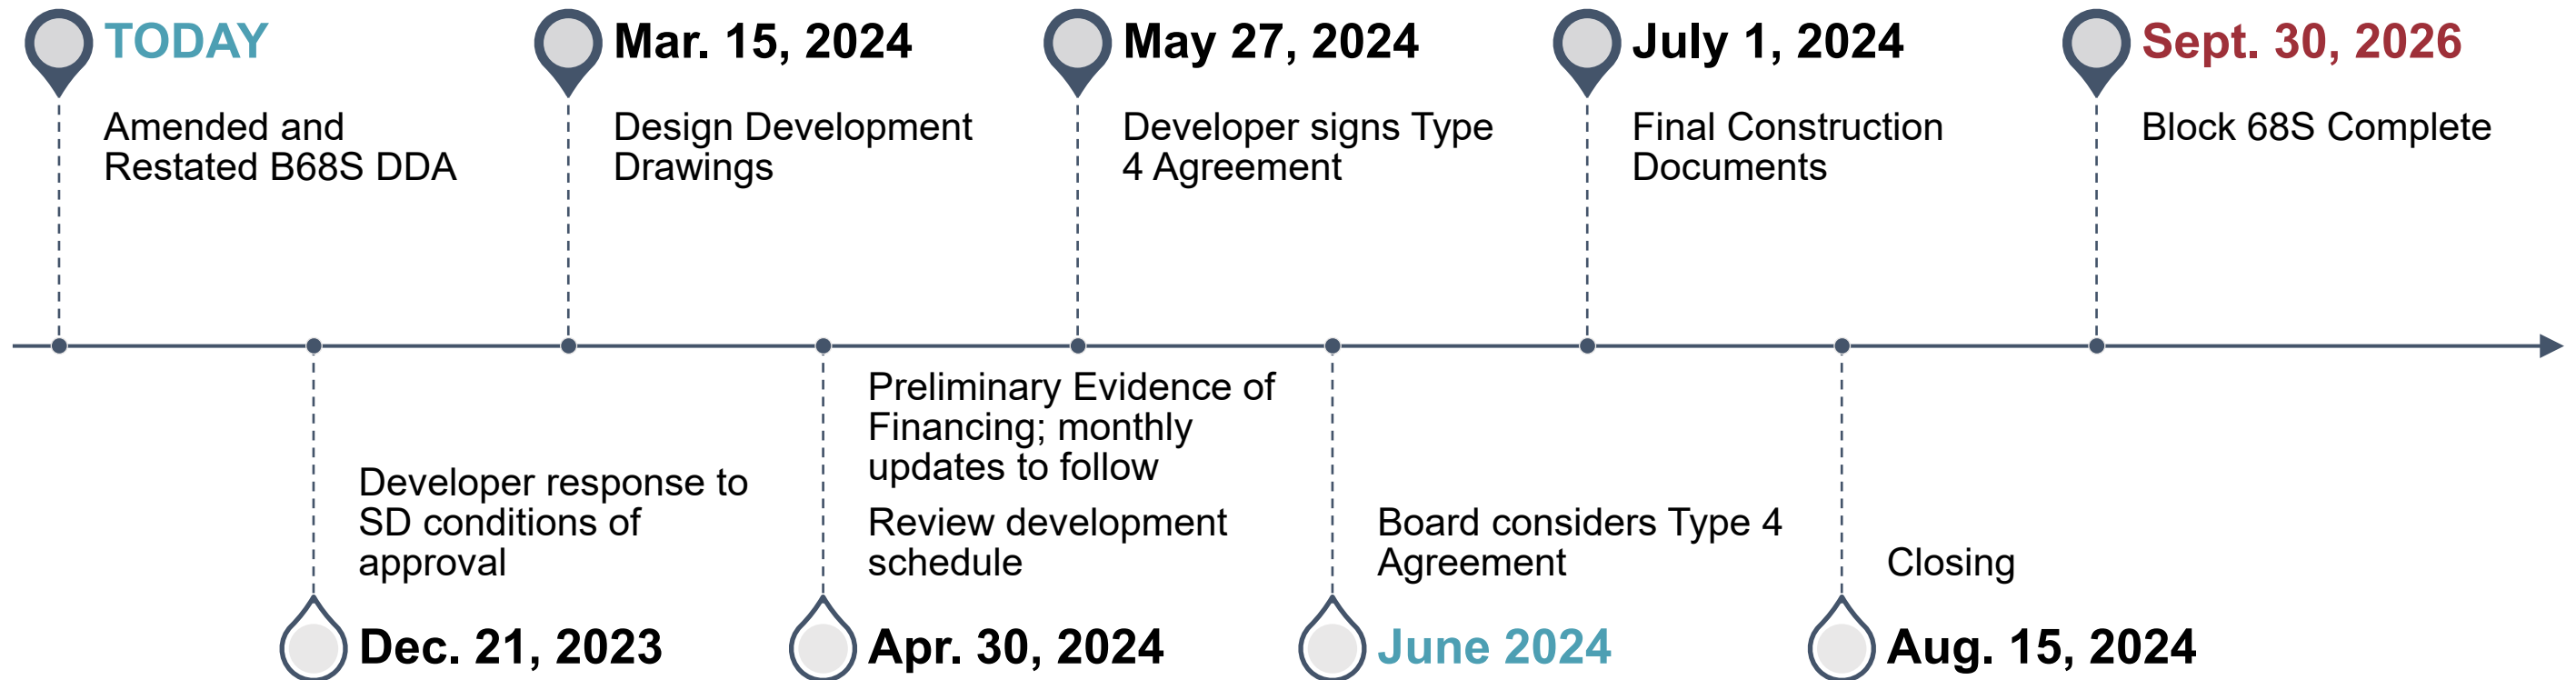 TODAY
Amended and
Restated B68S DDA
Dec. 21, 2023
Developer response to
SD conditions of
approval
Mar. 15, 2024
Design Development
Drawings
Apr. 30, 2024
Preliminary Evidence of
Financing; monthly
updates to follow
Review development
schedule
May 27, 2024
Developer signs Type
4 Agreement
June 2024
Board considers Type 4
Agreement
July 1, 2024
Final Construction
Documents
Aug. 15, 2024
Closing
Sept. 30, 2026
Block 68S Complete